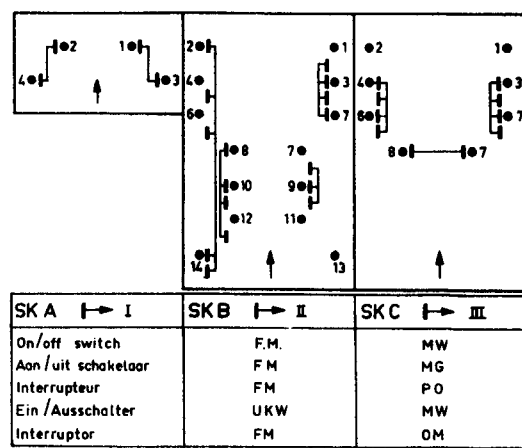 2 1 2 1 2 1
4 3 4 3 4 3
6 7 6 7
8 7 8 7
10 9
12 11
14 13
SK A I SK B II SK C III
On/off switch F.M. MW
Aan/uit schakelaar FM MG
Interrupteur FM PO
Ein/Ausschalter UKW MW
Interruptor FM OM